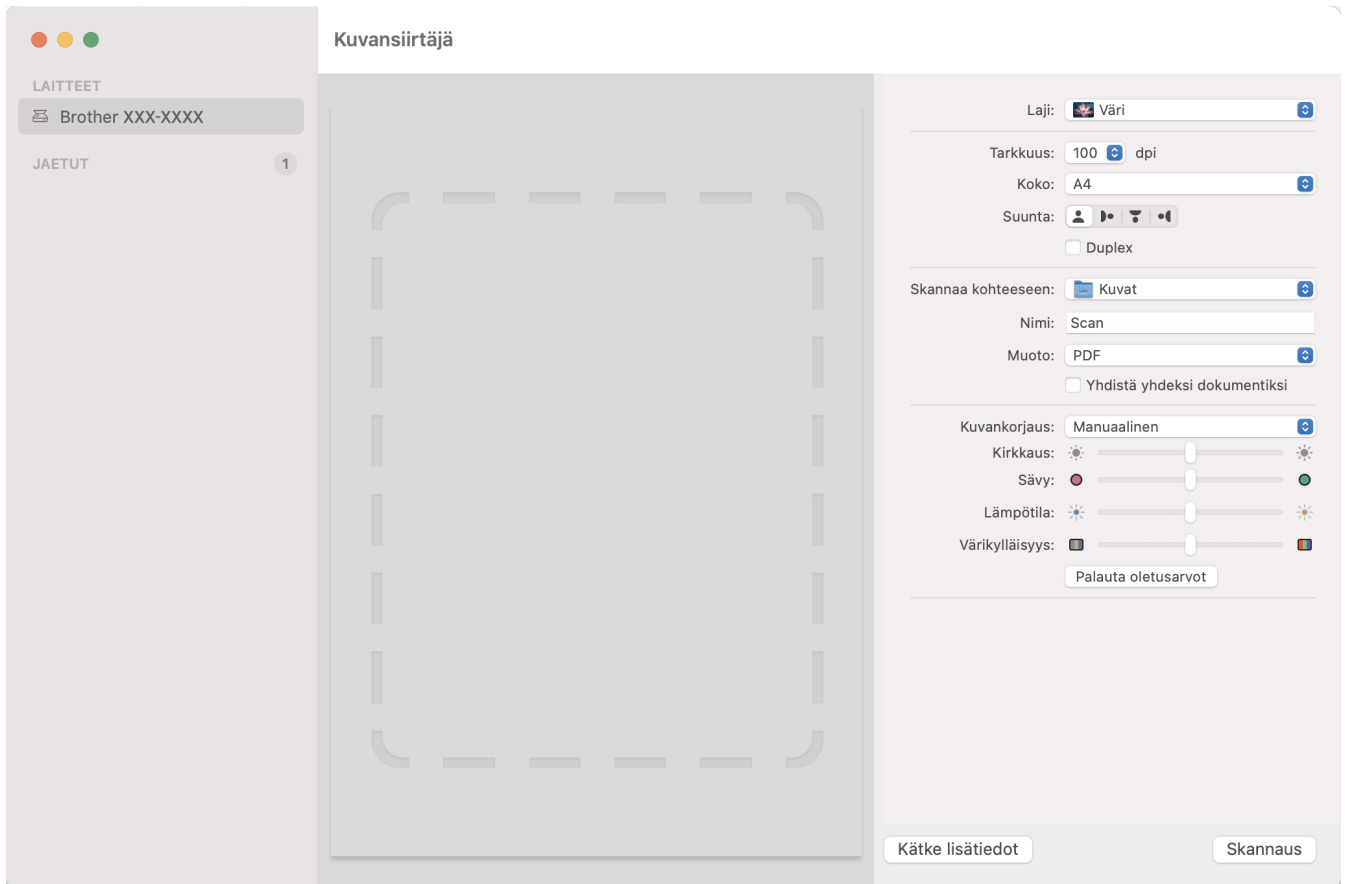 Kuvansiirtäjä
LAITTEET
Brother XXX-XXXX
JAETUT 1
Laji: Väri
Tarkkuus: 100 dpi
Koko: A4
Suunta:
Duplex
Skannaa kohteeseen: Kuvat
Nimi: Scan
Muoto: PDF
Yhdistä yhdeksi dokumentiksi
Kuvankorjaus: Manuaalinen
Kirkkaus:
Sävy:
Lämpötila:
Värikylläisyys:
Palauta oletusarvot
Kätke lisätiedot Skannaus